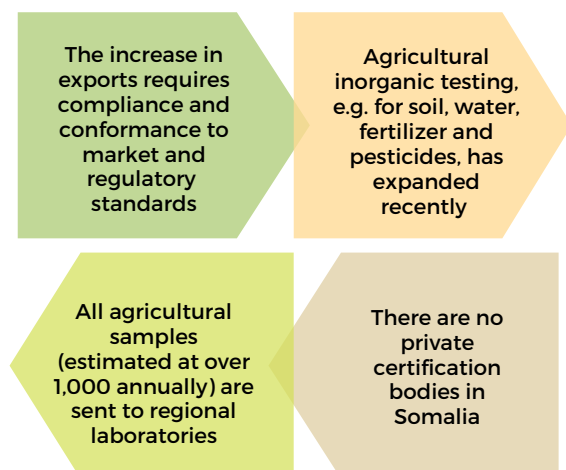 The increase in
exports requires
compliance and
conformance to
market and
regulatory
standards
Agricultural
inorganic testing,
e.g. for soil, water,
fertilizer and
pesticides, has
expanded
recently
All agricultural
samples
(estimated at over
1,000 annually) are
sent to regional
laboratories
There are no
private
certification
bodies in
Somalia